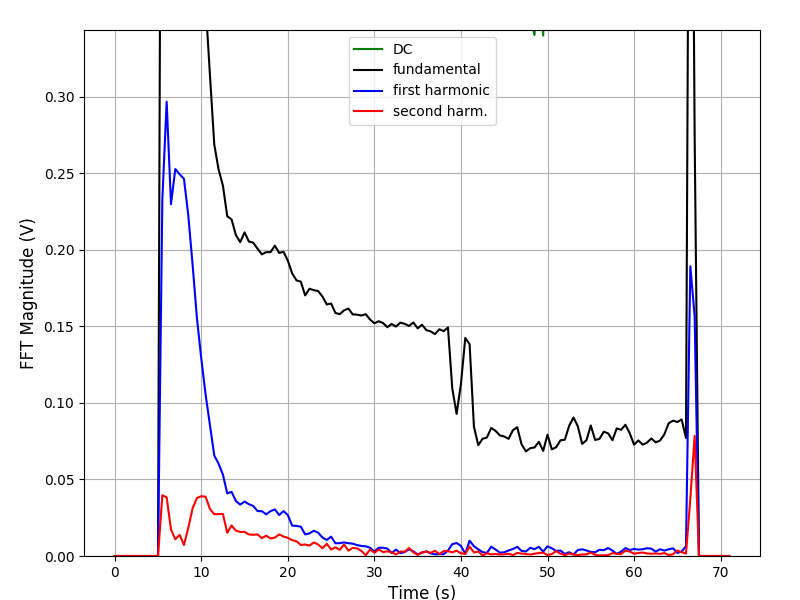 DC
fundamental
first harmonic
second harm.
FFT Magnitude (V)
0.30
0.25
0.20
0.15
0.10
0.05
0.00
0 10 20 30 40 50 60 70
Time (s)